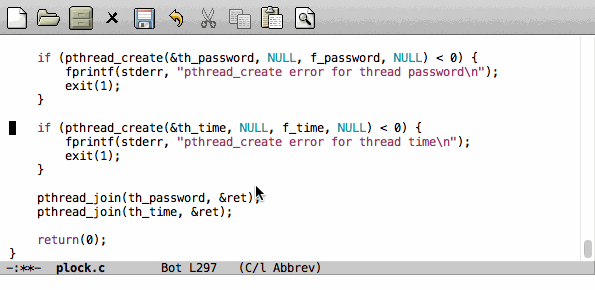 if (pthread_create(&th_password, NULL, f_password, NULL) < 0) {
fprintf(stderr, "pthread_create error for thread password\n");
exit(1);
}
if (pthread_create(&th_time, NULL, f_time, NULL) < 0) {
fprintf(stderr, "pthread_create error for thread time\n");
exit(1);
}
pthread_join(th_password, &ret);
pthread_join(th_time, &ret);
return(0);
}
-:**- plock.c Bot L297 (C/l Abbrev)